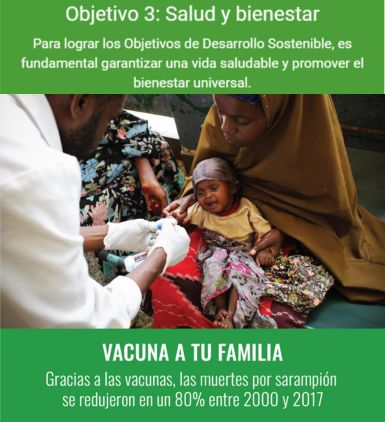 Objetivo 3: Salud y bienestar
Para lograr los Objetivos de Desarrollo Sostenible, es
fundamental garantizar una vida saludable y promover el
bienestar universal.
VACUNA A TU FAMILIA
Gracias a las vacunas, las muertes por sarampión
se redujeron en un 80% entre 2000 y 2017